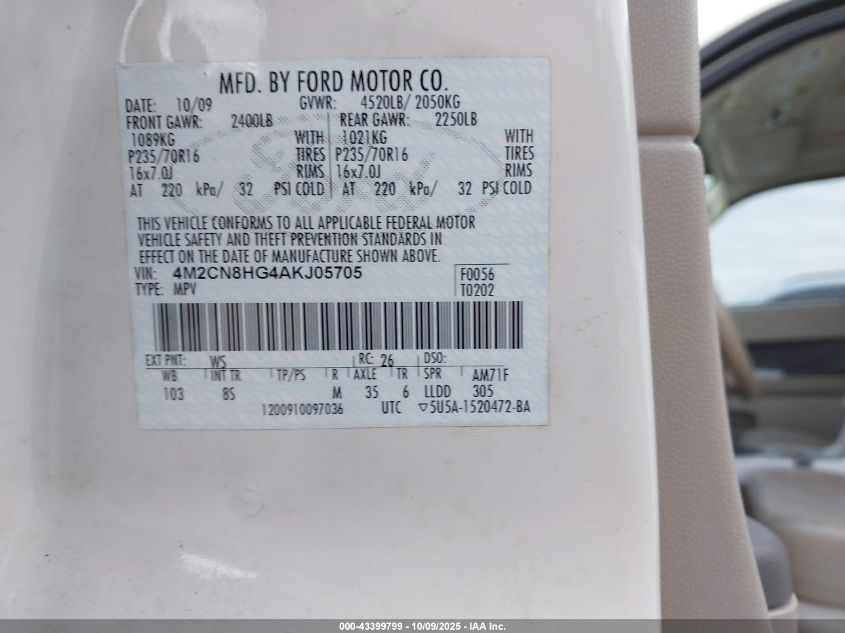 MFD. BY FORD MOTOR CO.
DATE: 10/09 GVWR: 4520LB/ 2050KG
FRONT GAWR: 2400LB REAR GAWR: 2250LB
1089KG WITH 1021KG WITH
P235/70R16 TIRES P235/70R16 TIRES
16x7.0J RIMS 16x7.0J RIMS
AT 220 kPa/ 32 PSI COLD AT 220 kPa/ 32 PSI COLD
THIS VEHICLE CONFORMS TO ALL APPLICABLE FEDERAL MOTOR
VEHICLE SAFETY AND THEFT PREVENTION STANDARDS IN
EFFECT ON THE DATE OF MANUFACTURE SHOWN ABOVE.
VIN: 4M2CN8HG4AKJ05705 F0056
TYPE: MPV T0202
EXT PNT: WS RC: 26 DSO:
WB INT TR TP/PS R AXLE TR SPR AM71F
103 8S M 35 6 LLDD 305
1200910097036 UTC ▽5U5A-1520472-BA
000-43399799 - 10/09/2025 - IAA Inc.